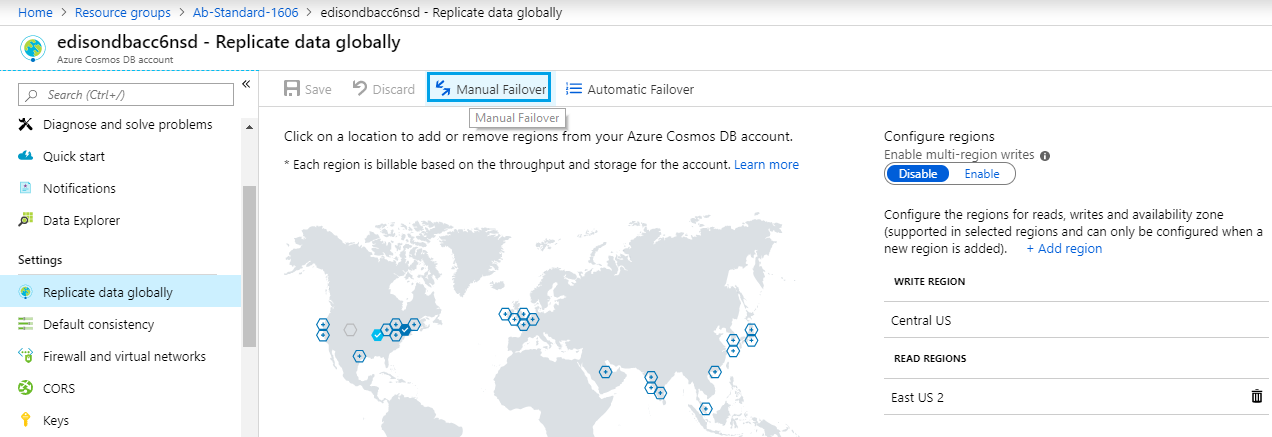 Home > Resource groups > Ab-Standard-1606 > edisondbacc6nsd - Replicate data globally
edisondbacc6nsd - Replicate data globally
Azure Cosmos DB account
Search (Ctrl+/)
«
Diagnose and solve problems
Quick start
Notifications
Data Explorer
Settings
Replicate data globally
Default consistency
Firewall and virtual networks
CORS
Keys
Save Discard Manual Failover Automatic Failover
Manual Failover
Click on a location to add or remove regions from your Azure Cosmos DB account.
* Each region is billable based on the throughput and storage for the account. Learn more
Configure regions
Enable multi-region writes
Disable Enable
Configure the regions for reads, writes and availability zone
(supported in selected regions and can only be configured when a
new region is added). + Add region
WRITE REGION
Central US
READ REGIONS
East US 2